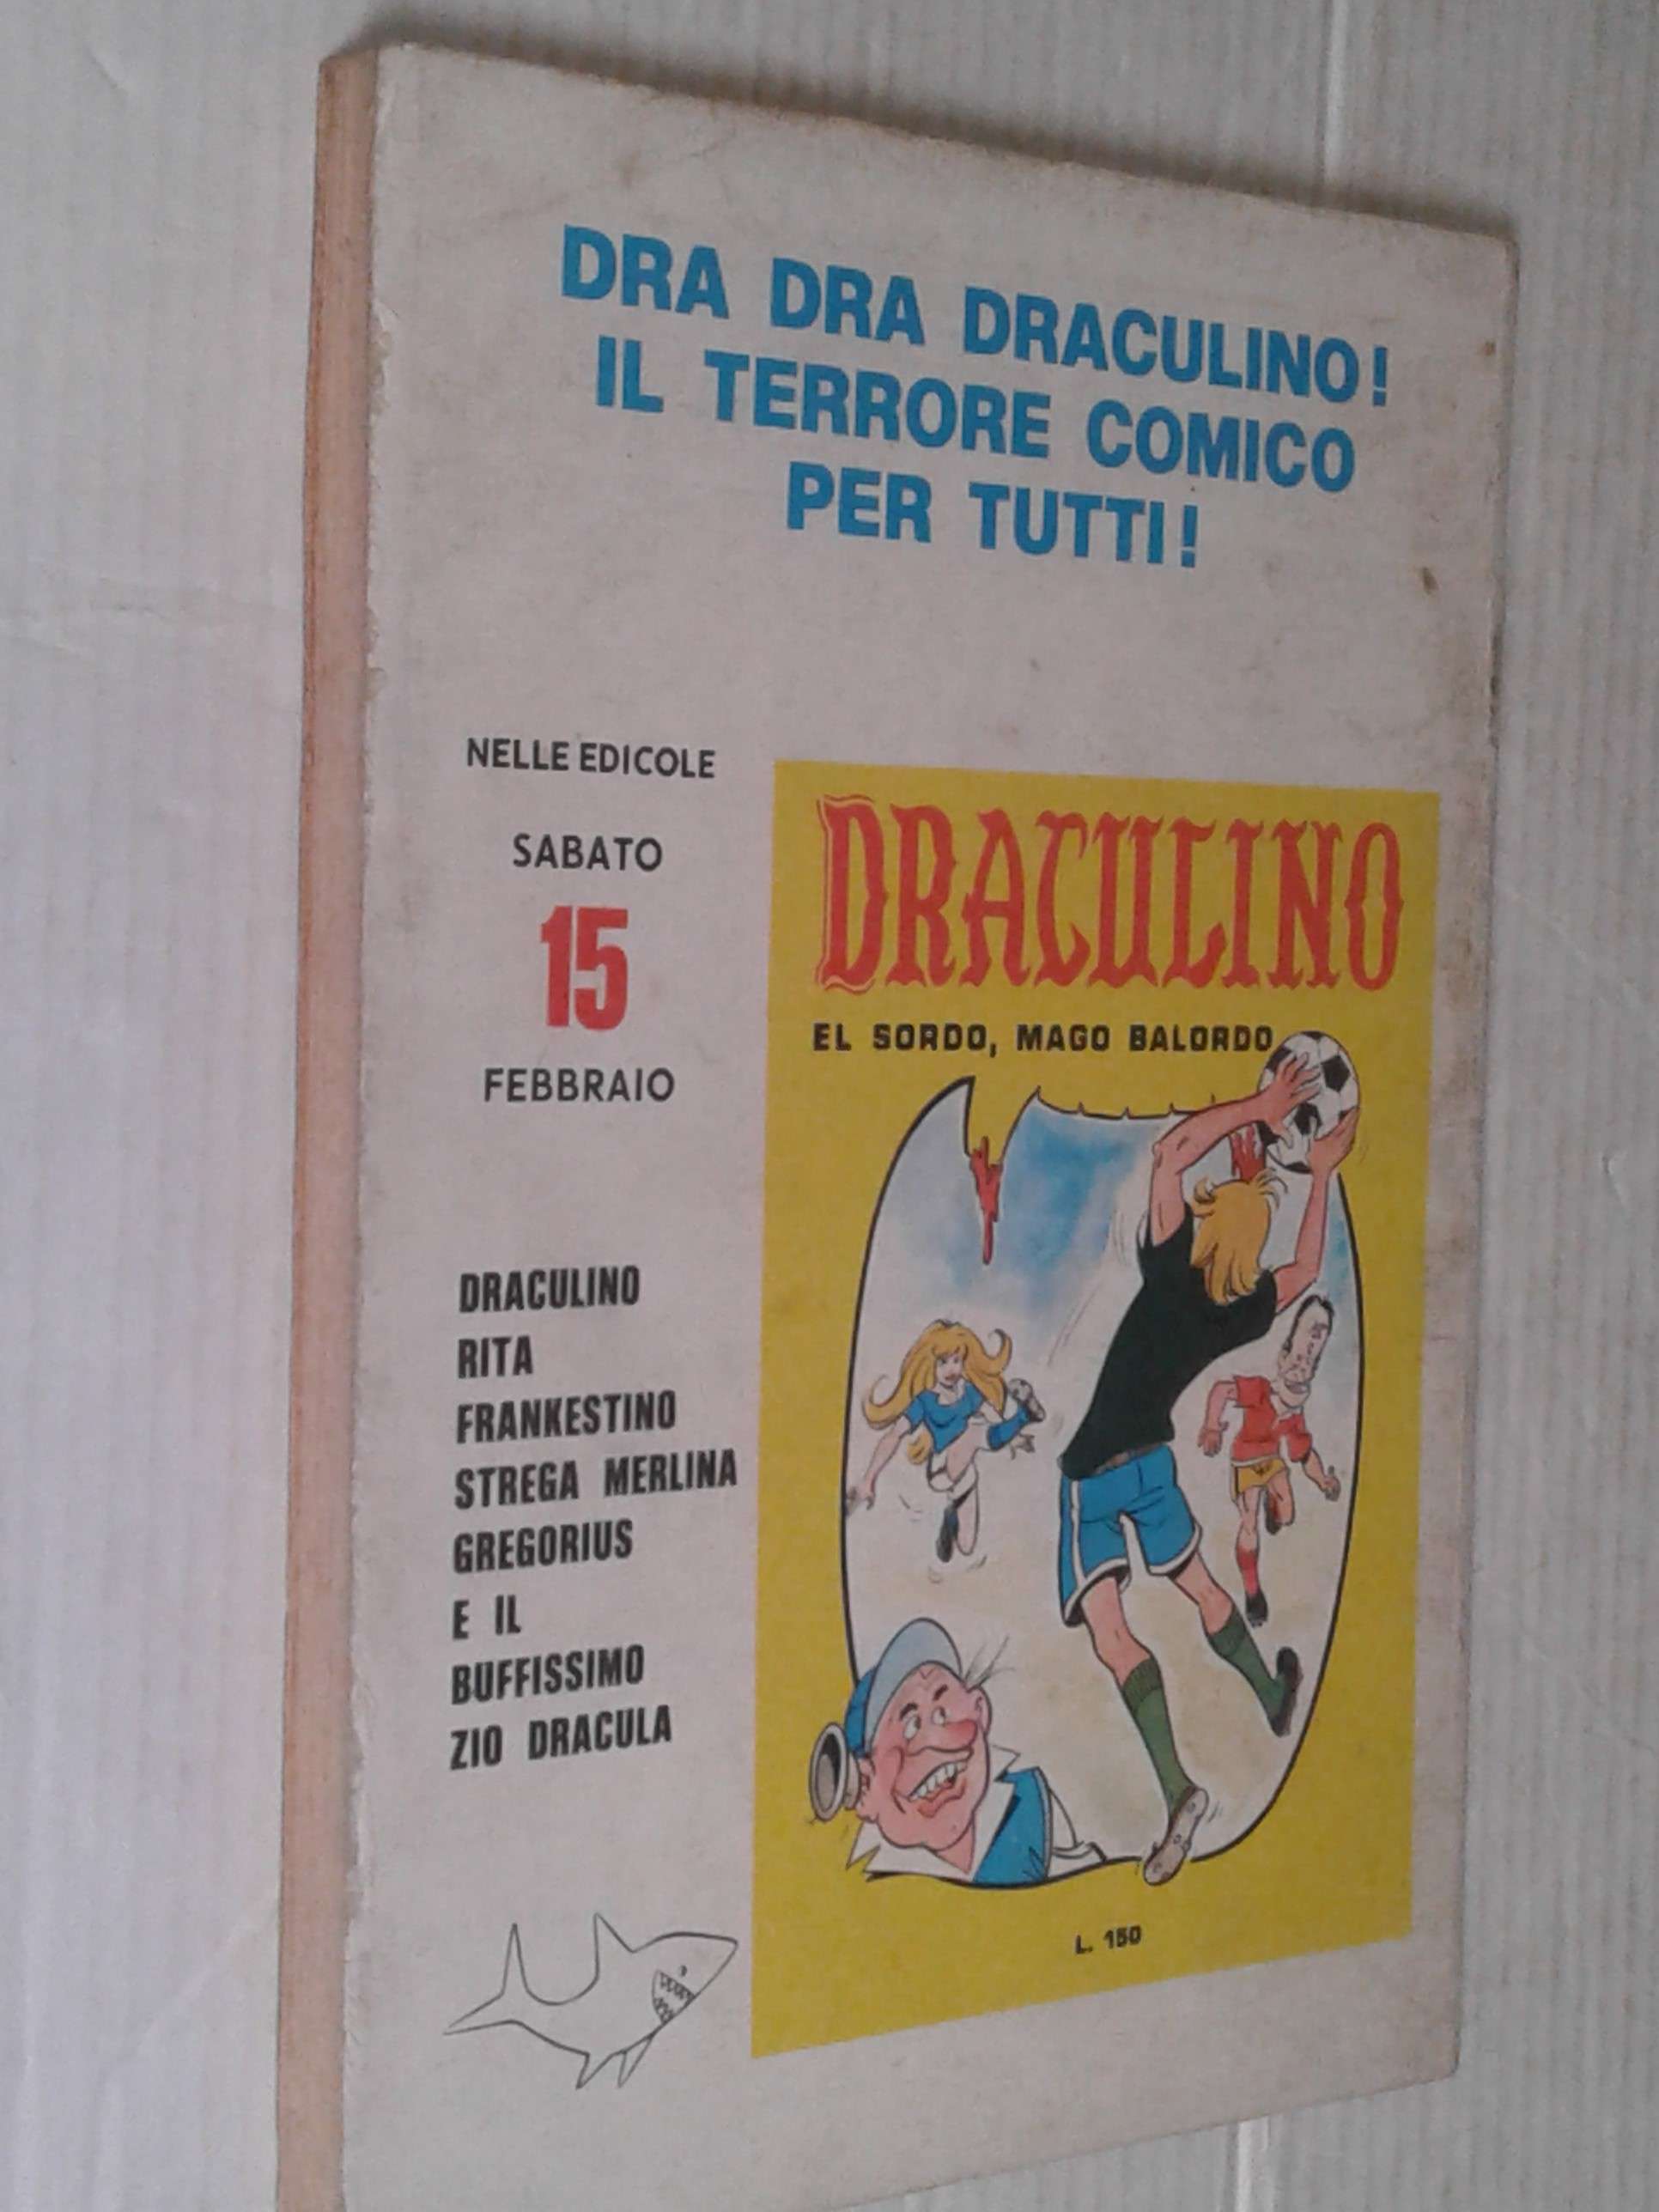 DRA DRA DRACULINO!
IL TERRORE COMICO
PER TUTTI!
NELLE EDICOLE
SABATO
15
FEBBRAIO
DRACULINO
RITA
FRANKESTINO
STREGA MERLINA
GREGORIUS
E IL
BUFFISSIMO
ZIO DRACULA
DRACULINO
EL SORDO, MAGO BALORDO
L. 150